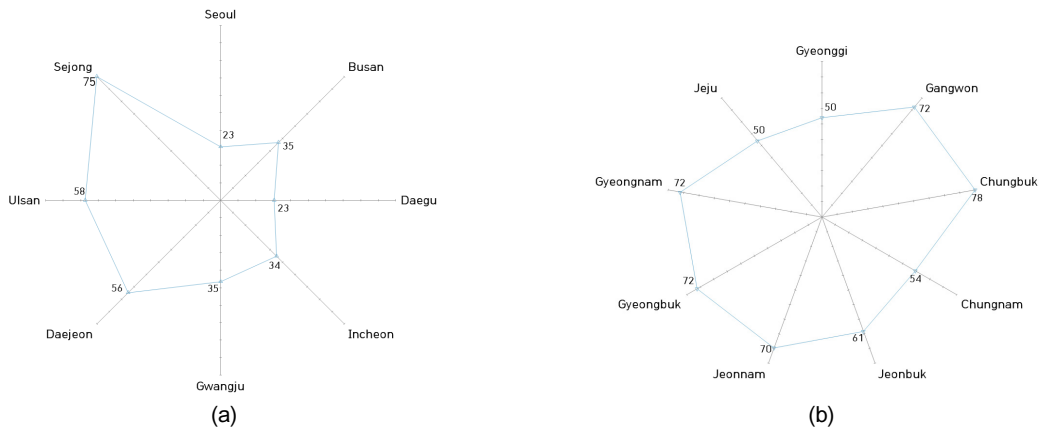 Seoul
Busan
Daegu
Incheon
Gwangju
Daejeon
Ulsan
Sejong
23
35
23
34
35
56
58
75
(a)
Gyeonggi
Gangwon
Chungbuk
Chungnam
Jeonbuk
Jeonnam
Gyeongbuk
Gyeongnam
Jeju
50
72
78
54
61
70
72
72
50
(b)